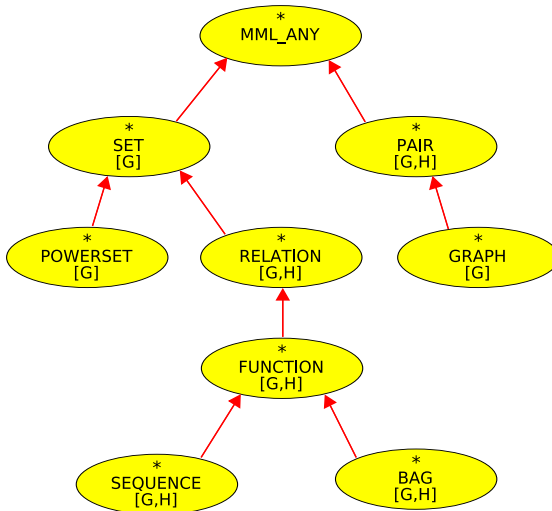 *
MML_ANY
*
SET
[G]
*
PAIR
[G,H]
*
POWERSET
[G]
*
RELATION
[G,H]
*
GRAPH
[G]
*
FUNCTION
[G,H]
*
SEQUENCE
[G,H]
*
BAG
[G,H]